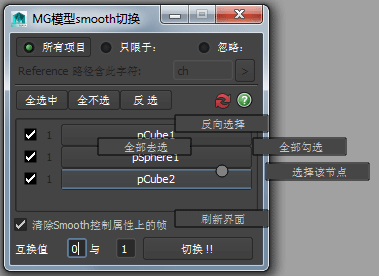 MG模型smooth切换
所有项目 只限于: 忽略:
Reference 路径含此字符: ch >
全选中 全不选 反 选
反向选择
1 pCube1
全部去选 全部勾选
1 pSphere1
选择该节点
1 pCube2
刷新界面
清除Smooth控制属性上的帧
互换值 0 与 1 切换 !!